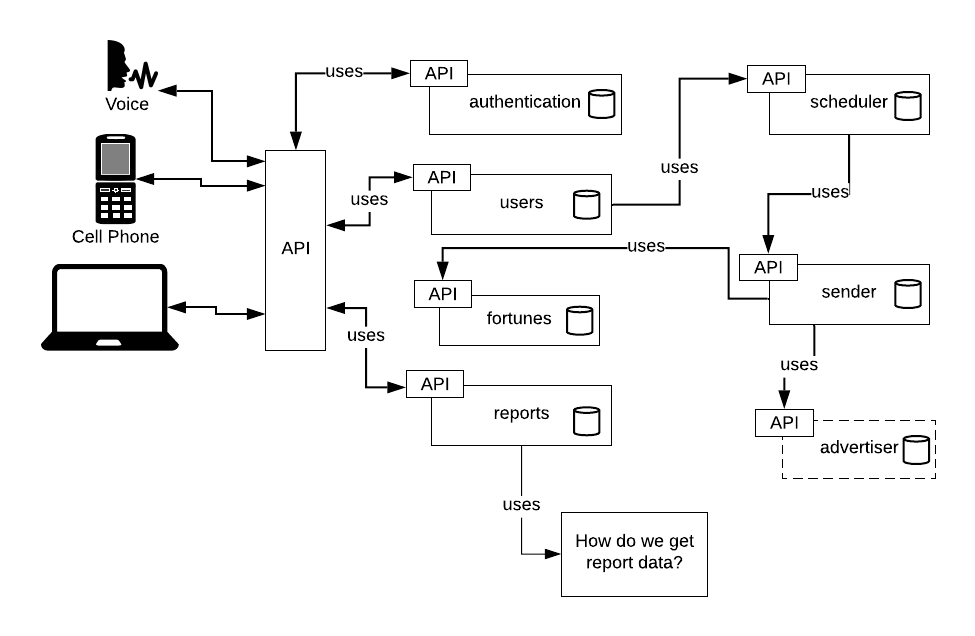 Voice
Cell Phone
API
uses
API
authentication
uses
API
users
uses
API
scheduler
uses
API
sender
uses
API
fortunes
uses
API
reports
uses
API
advertiser
uses
How do we get
report data?